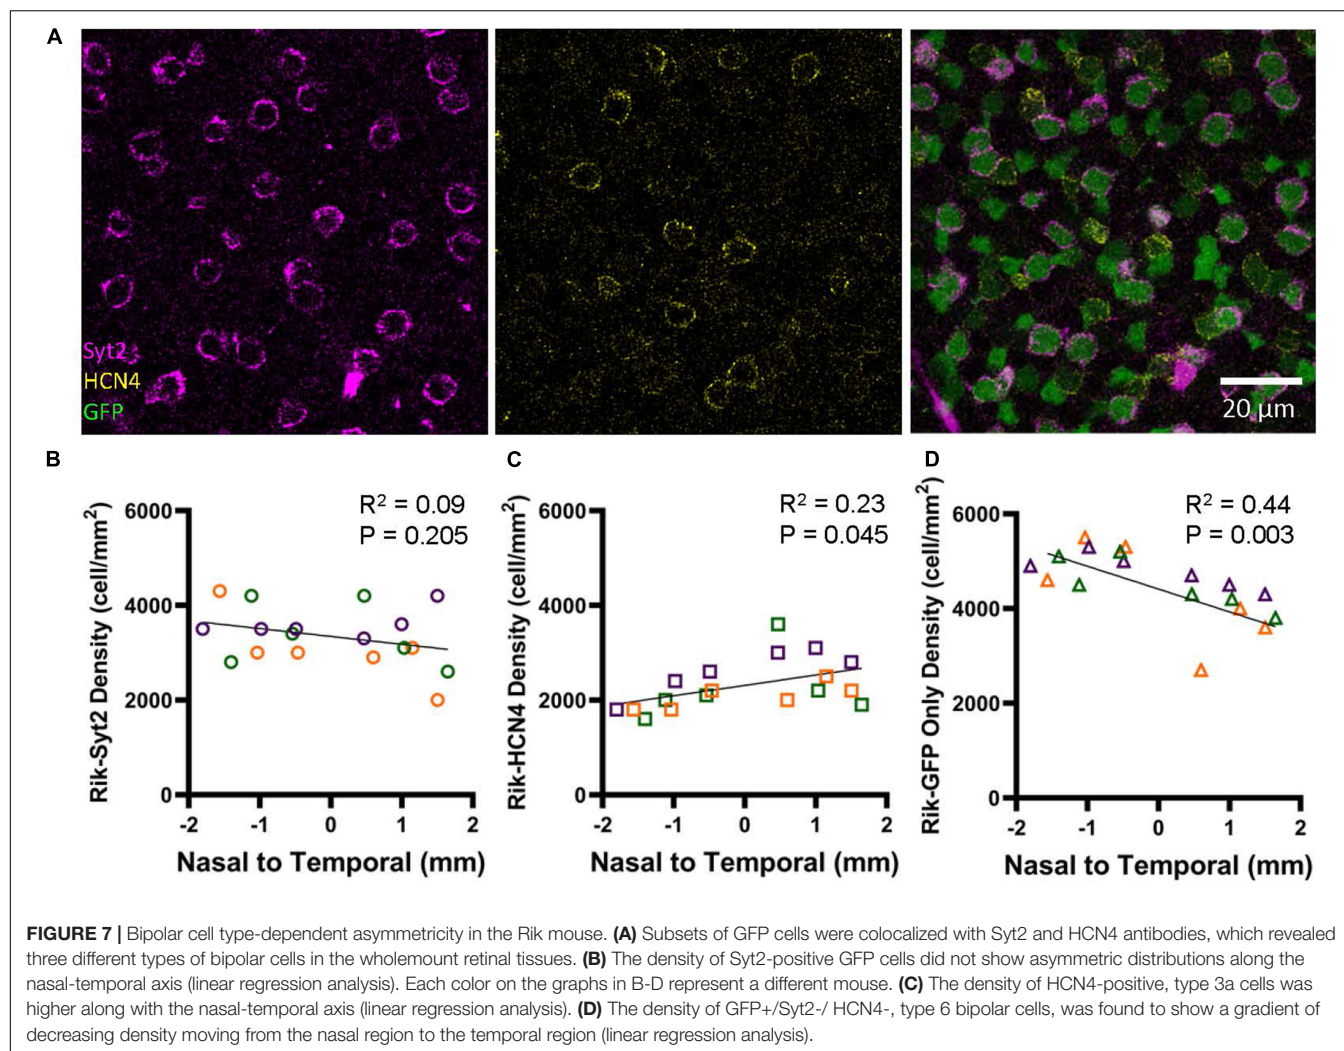 A
Syt2
HCN4
GFP
20 μm
B
R² = 0.09
P = 0.205
Rik-Syt2 Density (cell/mm²)
6000
4000
2000
0
-2 -1 0 1 2
Nasal to Temporal (mm)
C
R² = 0.23
P = 0.045
Rik-HCN4 Density (cell/mm²)
6000
4000
2000
0
-2 -1 0 1 2
Nasal to Temporal (mm)
D
R² = 0.44
P = 0.003
Rik-GFP Only Density (cell/mm²)
6000
4000
2000
0
-2 -1 0 1 2
Nasal to Temporal (mm)
FIGURE 7 | Bipolar cell type-dependent asymmetricity in the Rik mouse. (A) Subsets of GFP cells were colocalized with Syt2 and HCN4 antibodies, which revealed
three different types of bipolar cells in the wholemount retinal tissues. (B) The density of Syt2-positive GFP cells did not show asymmetric distributions along the
nasal-temporal axis (linear regression analysis). Each color on the graphs in B-D represent a different mouse. (C) The density of HCN4-positive, type 3a cells was
higher along with the nasal-temporal axis (linear regression analysis). (D) The density of GFP+/Syt2-/ HCN4-, type 6 bipolar cells, was found to show a gradient of
decreasing density moving from the nasal region to the temporal region (linear regression analysis).